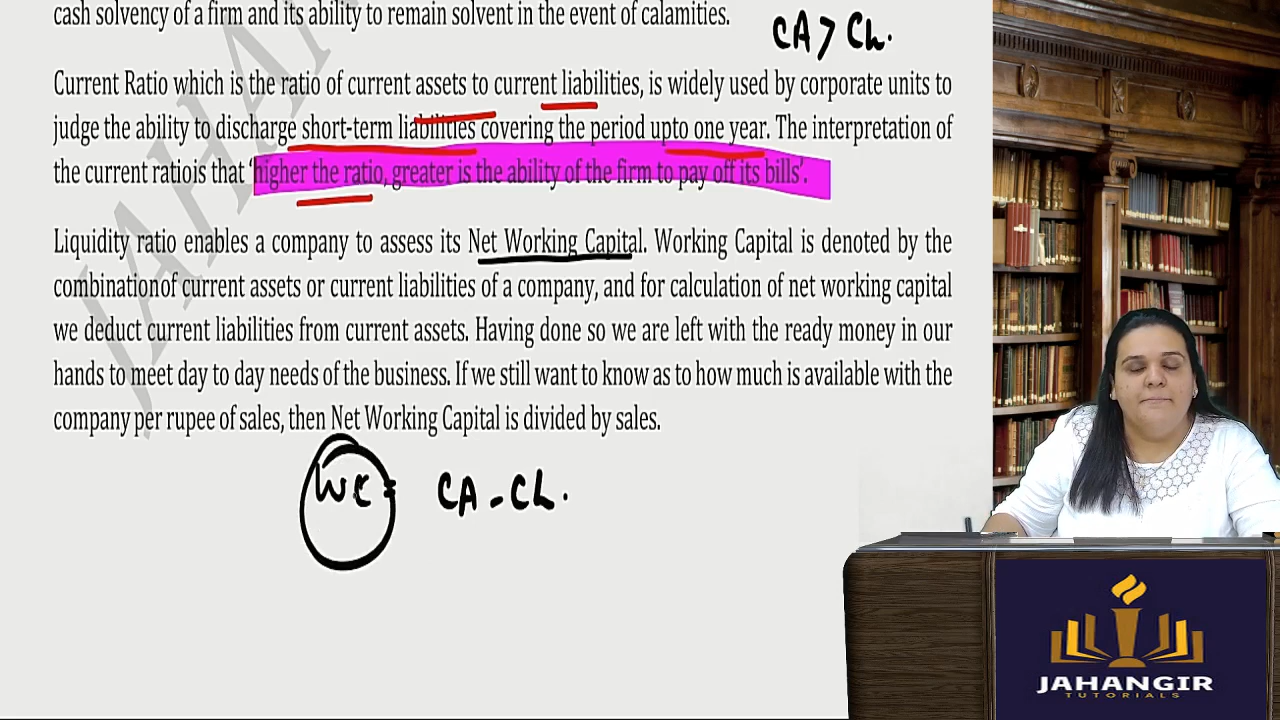 cash solvency of a firm and its ability to remain solvent in the event of calamities.
CA > CL.
Current Ratio which is the ratio of current assets to current liabilities, is widely used by corporate units to
judge the ability to discharge short-term liabilities covering the period upto one year. The interpretation of
the current ratiois that ‘higher the ratio, greater is the ability of the firm to pay off its bills’.
Liquidity ratio enables a company to assess its Net Working Capital. Working Capital is denoted by the
combinationof current assets or current liabilities of a company, and for calculation of net working capital
we deduct current liabilities from current assets. Having done so we are left with the ready money in our
hands to meet day to day needs of the business. If we still want to know as to how much is available with the
company per rupee of sales, then Net Working Capital is divided by sales.
WC = CA - CL.
JAHANGIR
TUTORIALS